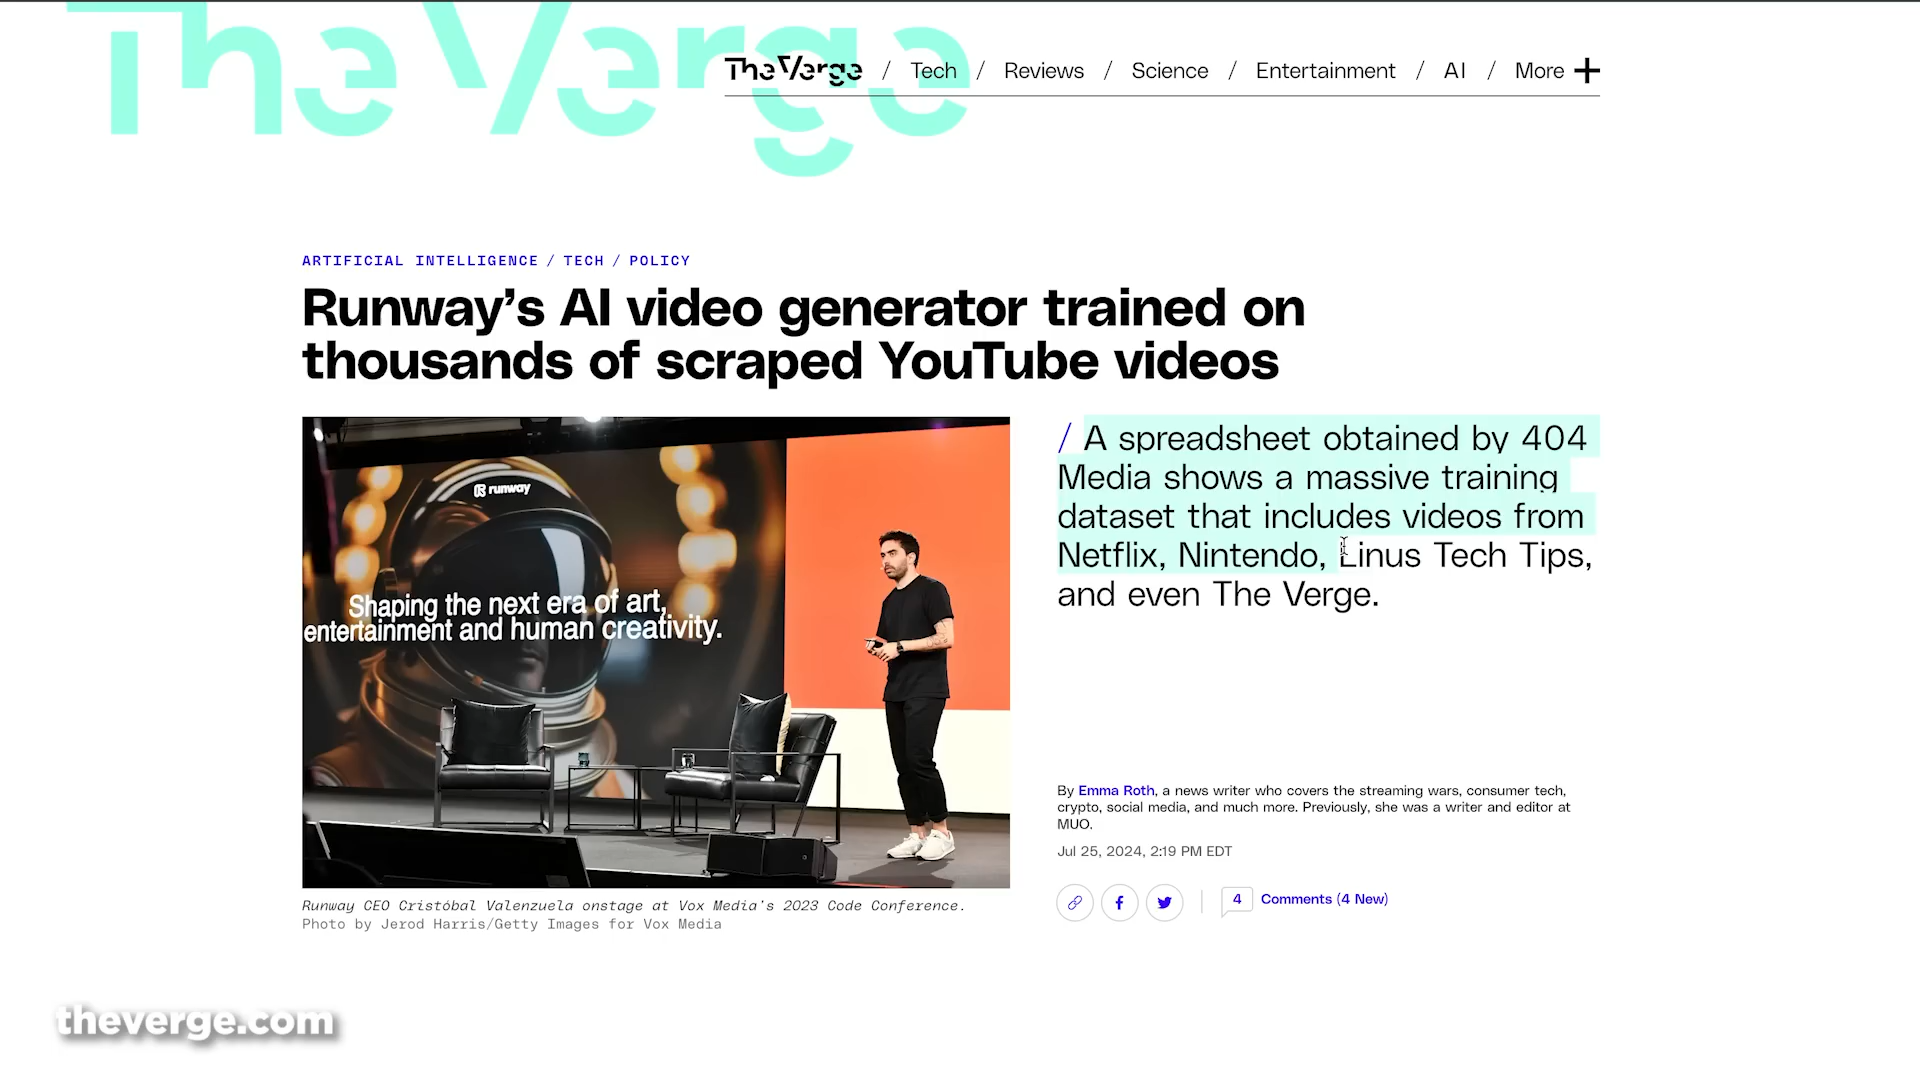 The Verge
The Verge / Tech / Reviews / Science / Entertainment / AI / More +
ARTIFICIAL INTELLIGENCE / TECH / POLICY
Runway's AI video generator trained on
thousands of scraped YouTube videos
runway
Shaping the next era of art,
entertainment and human creativity.
/ A spreadsheet obtained by 404
Media shows a massive training
dataset that includes videos from
Netflix, Nintendo, Linus Tech Tips,
and even The Verge.
By Emma Roth, a news writer who covers the streaming wars, consumer tech,
crypto, social media, and much more. Previously, she was a writer and editor at
MUO.
Jul 25, 2024, 2:19 PM EDT
4 Comments (4 New)
Runway CEO Cristóbal Valenzuela onstage at Vox Media's 2023 Code Conference.
Photo by Jerod Harris/Getty Images for Vox Media
theverge.com